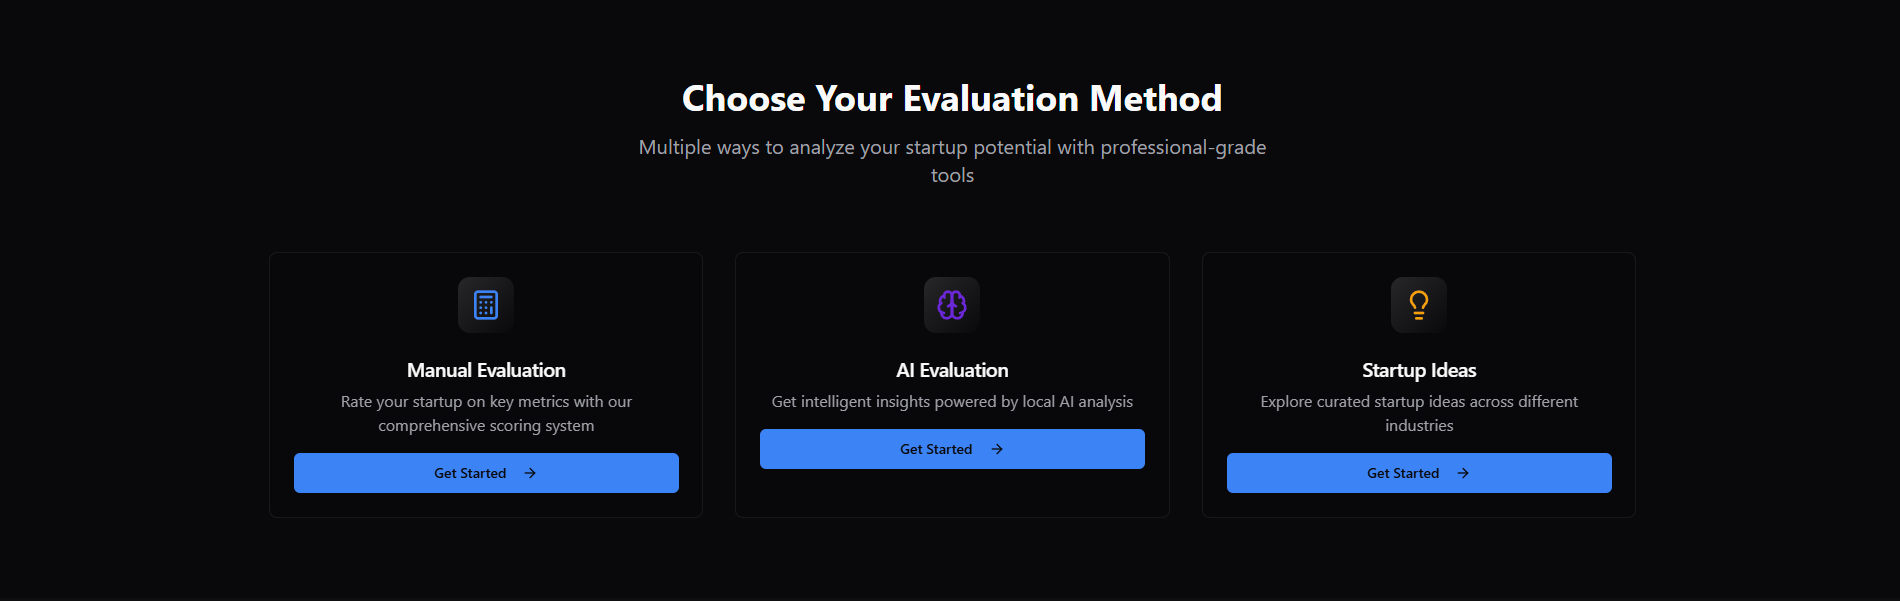 Choose Your Evaluation Method
Multiple ways to analyze your startup potential with professional-grade
tools
Manual Evaluation
Rate your startup on key metrics with our
comprehensive scoring system
Get Started
AI Evaluation
Get intelligent insights powered by local AI analysis
Get Started
Startup Ideas
Explore curated startup ideas across different
industries
Get Started